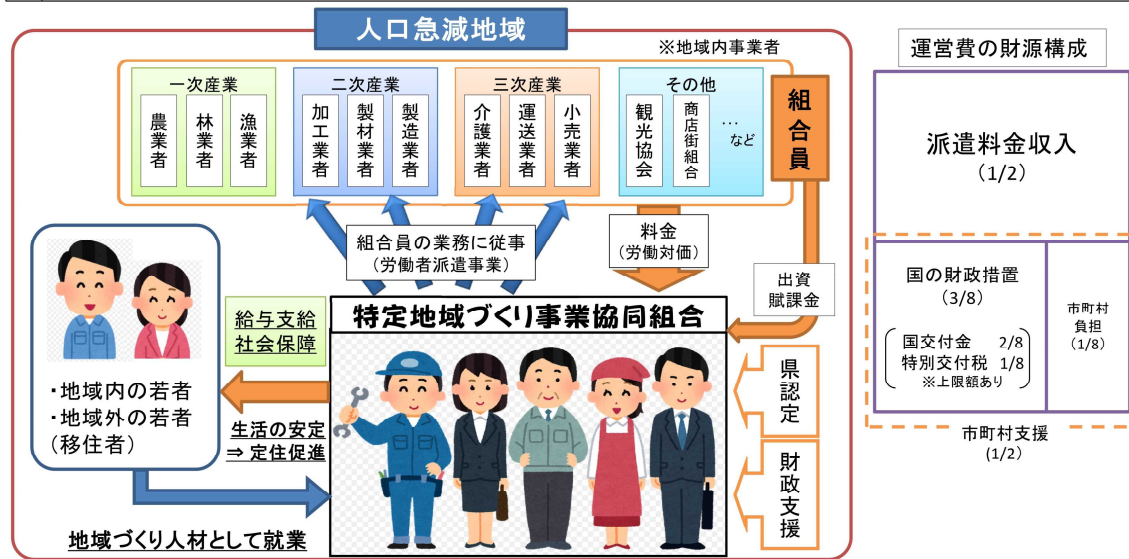 人口急減地域
※地域内事業者
一次産業
農業者
林業者
漁業者
二次産業
加工業者
製材業者
製造業者
三次産業
介護業者
運送業者
小売業者
その他
観光協会
商店街組合
…
など
組合員
組合員の業務に従事
(労働者派遣事業)
料金
(労働対価)
出資
賦課金
給与支給
社会保障
・地域内の若者
・地域外の若者
(移住者)
生活の安定
⇒ 定住促進
地域づくり人材として就業
特定地域づくり事業協同組合
県認定
財政支援
運営費の財源構成
派遣料金収入
(1/2)
国の財政措置
(3/8)
国交付金 2/8
特別交付税 1/8
※上限額あり
市町村
負担
(1/8)
市町村支援
(1/2)